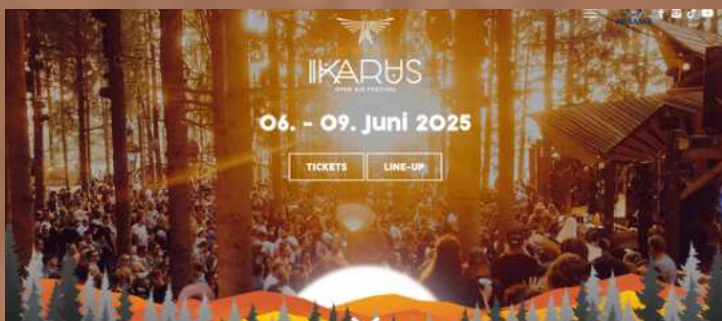 IKARUS
OPEN AIR FESTIVAL
06. - 09. Juni 2025
TICKETS
LINE-UP